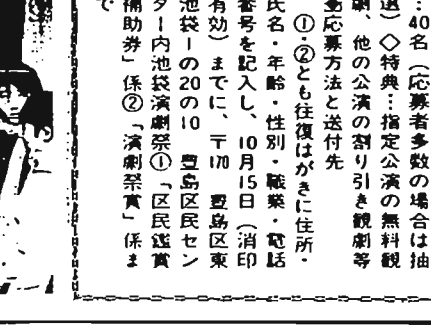 …40名（応募者多数の場合は抽
選）◇特典…指定公演の無料観
劇、他の公演の割り引き観劇等
応募方法と送付先
①・②とも往復はがきに住所・
氏名・年齢・性別・職業・電話
番号を記入し、10月15日（消印
有効）までに、〒170 豊島区東
池袋1の20の10 豊島区民セン
ター内池袋演劇祭①「区民鑑賞
補助券」係②「演劇祭賞」係ま
で